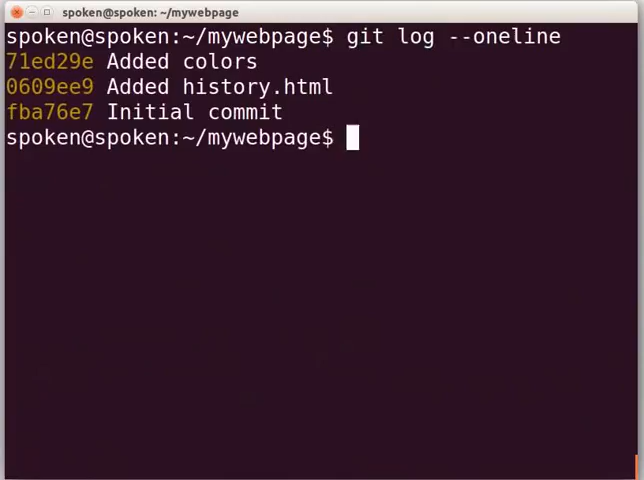 spoken@spoken: ~/mywebpage
spoken@spoken:~/mywebpage$ git log --oneline
71ed29e Added colors
0609ee9 Added history.html
fba76e7 Initial commit
spoken@spoken:~/mywebpage$